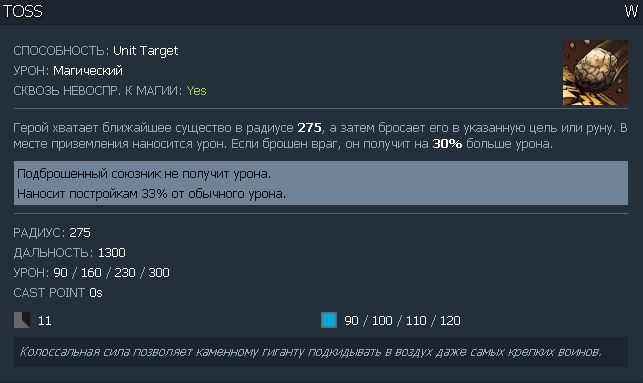 TOSS W
СПОСОБНОСТЬ: Unit Target
УРОН: Магический
СКВОЗЬ НЕВОСПР. К МАГИИ: Yes
Герой хватает ближайшее существо в радиусе 275, а затем бросает его в указанную цель или руну. В
месте приземления наносится урон. Если брошен враг, он получит на 30% больше урона.
Подброшенный союзник не получит урона.
Наносит постройкам 33% от обычного урона.
РАДИУС: 275
ДАЛЬНОСТЬ: 1300
УРОН: 90 / 160 / 230 / 300
CAST POINT 0s
11 90 / 100 / 110 / 120
Колоссальная сила позволяет каменному гиганту подкидывать в воздух даже самых крепких воинов.